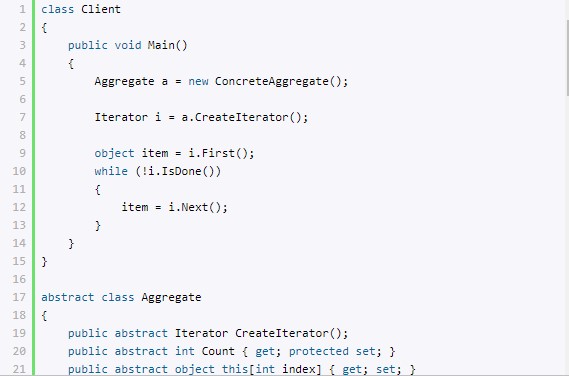 1 class Client
2 {
3     public void Main()
4     {
5         Aggregate a = new ConcreteAggregate();
6
7         Iterator i = a.CreateIterator();
8
9         object item = i.First();
10         while (!i.IsDone())
11         {
12             item = i.Next();
13         }
14     }
15 }
16
17 abstract class Aggregate
18 {
19     public abstract Iterator CreateIterator();
20     public abstract int Count { get; protected set; }
21     public abstract object this[int index] { get; set; }